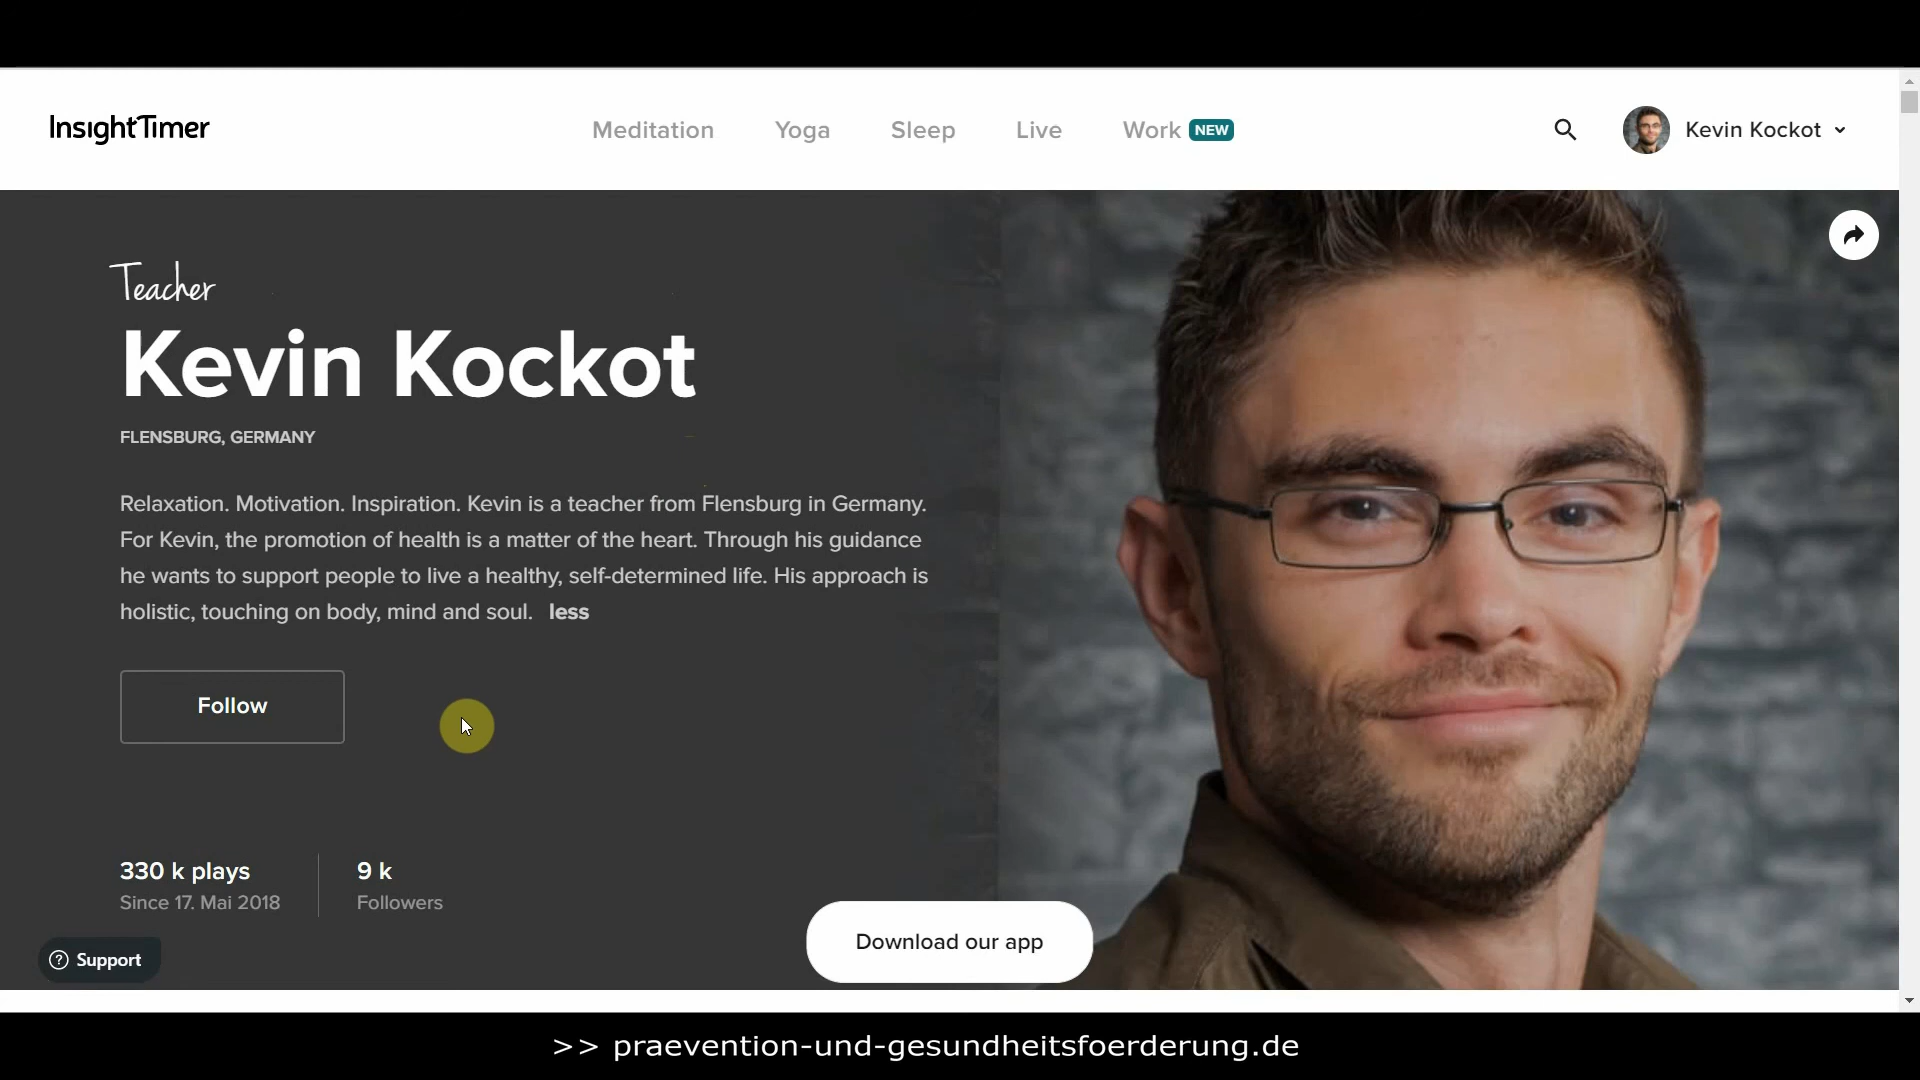 InsightTimer
Meditation
Yoga
Sleep
Live
Work NEW
Kevin Kockot
Teacher
Kevin Kockot
FLENSBURG, GERMANY
Relaxation. Motivation. Inspiration. Kevin is a teacher from Flensburg in Germany.
For Kevin, the promotion of health is a matter of the heart. Through his guidance
he wants to support people to live a healthy, self-determined life. His approach is
holistic, touching on body, mind and soul. less
Follow
330 k plays
Since 17. Mai 2018
9 k
Followers
Download our app
Support
>> praevention-und-gesundheitsfoerderung.de